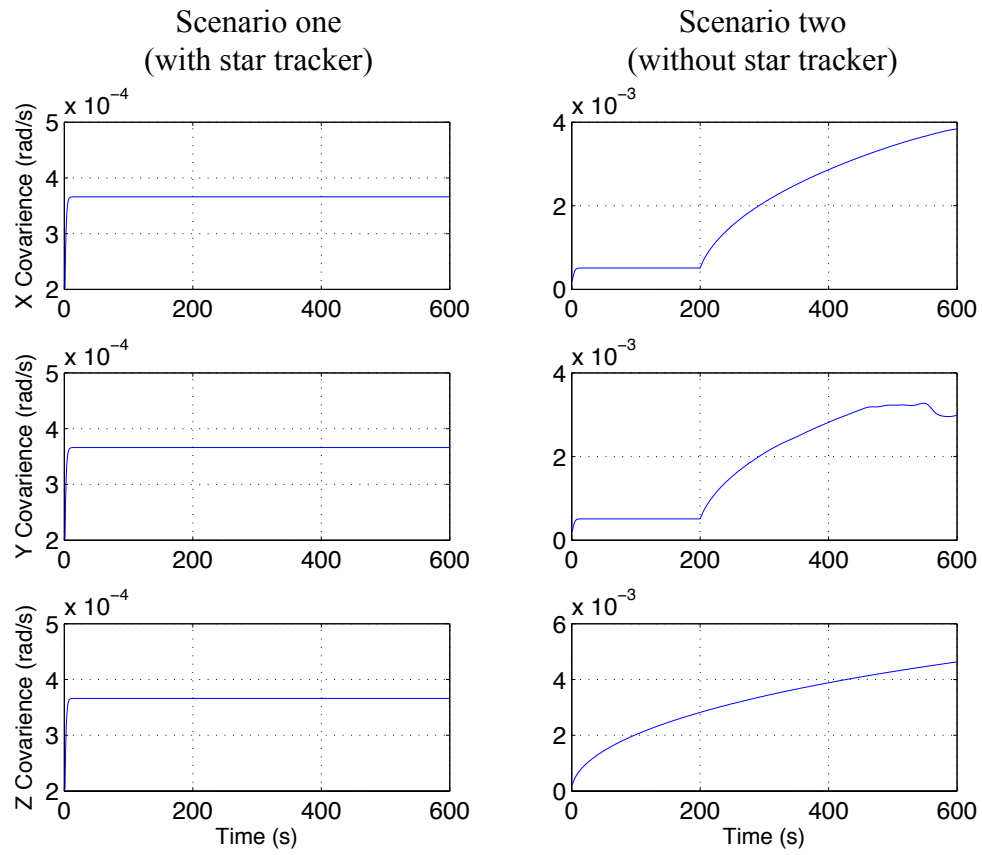 Scenario one
(with star tracker)
Scenario two
(without star tracker)
x 10⁻⁴
5
4
3
2
X Covarience (rad/s)
0 200 400 600
x 10⁻³
4
2
0
0 200 400 600
x 10⁻⁴
5
4
3
2
Y Covarience (rad/s)
0 200 400 600
x 10⁻³
4
2
0
0 200 400 600
x 10⁻⁴
5
4
3
2
Z Covarience (rad/s)
0 200 400 600
Time (s)
x 10⁻³
6
4
2
0
0 200 400 600
Time (s)